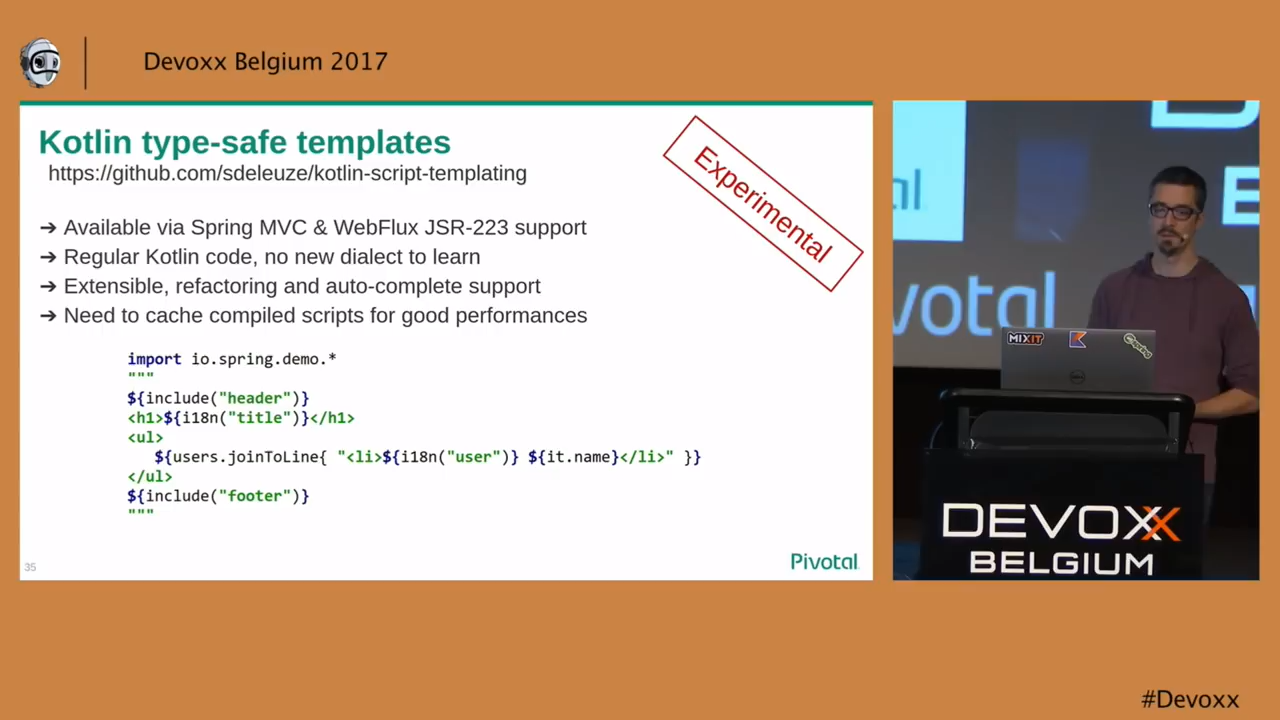 Devoxx Belgium 2017
Kotlin type-safe templates
https://github.com/sdeleuze/kotlin-script-templating
Experimental
➔ Available via Spring MVC & WebFlux JSR-223 support
➔ Regular Kotlin code, no new dialect to learn
➔ Extensible, refactoring and auto-complete support
➔ Need to cache compiled scripts for good performances
import io.spring.demo.*
"""
${include("header")}
<h1>${i18n("title")}</h1>
<ul>
${users.joinToLine{ "<li>${i18n("user")} ${it.name}</li>" }}
</ul>
${include("footer")}
"""
35
Pivotal
votal
MIXIT
spring
DELL
DEVOXX
BELGIUM
#Devoxx